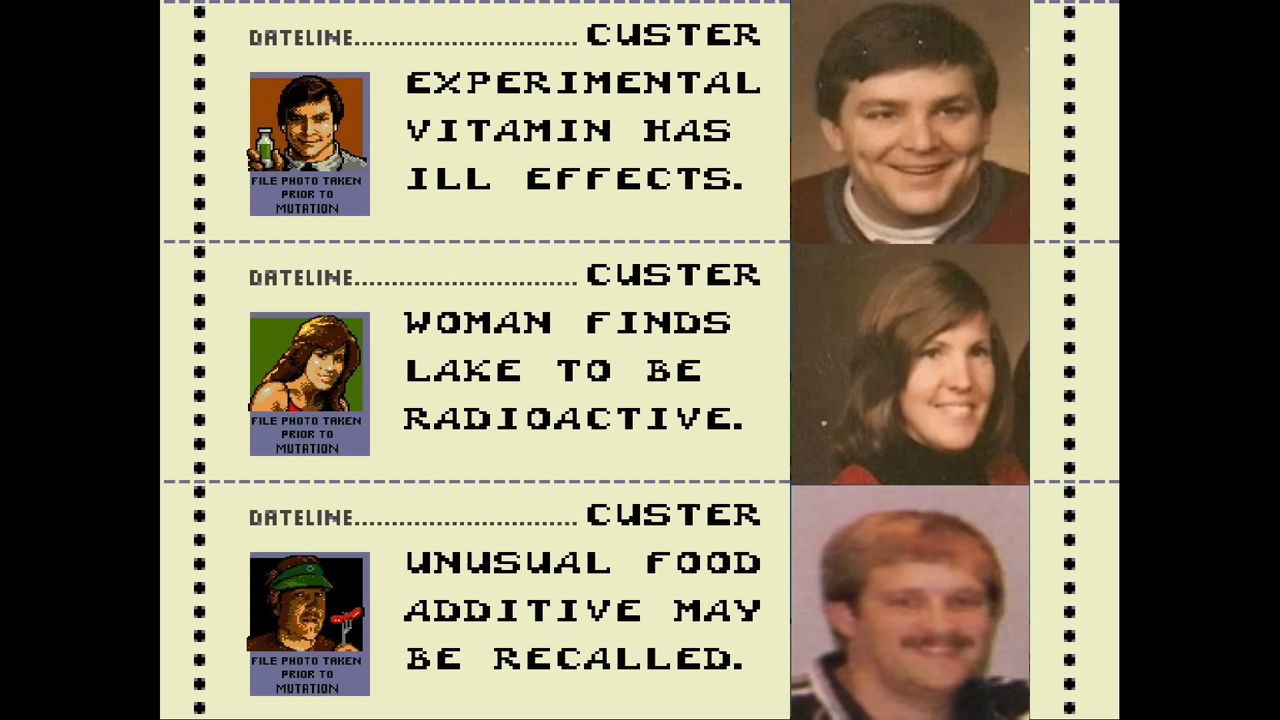 DATELINE............................. CUSTER
EXPERIMENTAL
VITAMIN HAS
ILL EFFECTS.
FILE PHOTO TAKEN
PRIOR TO
MUTATION
DATELINE............................. CUSTER
WOMAN FINDS
LAKE TO BE
RADIOACTIVE.
FILE PHOTO TAKEN
PRIOR TO
MUTATION
DATELINE............................. CUSTER
UNUSUAL FOOD
ADDITIVE MAY
BE RECALLED.
FILE PHOTO TAKEN
PRIOR TO
MUTATION